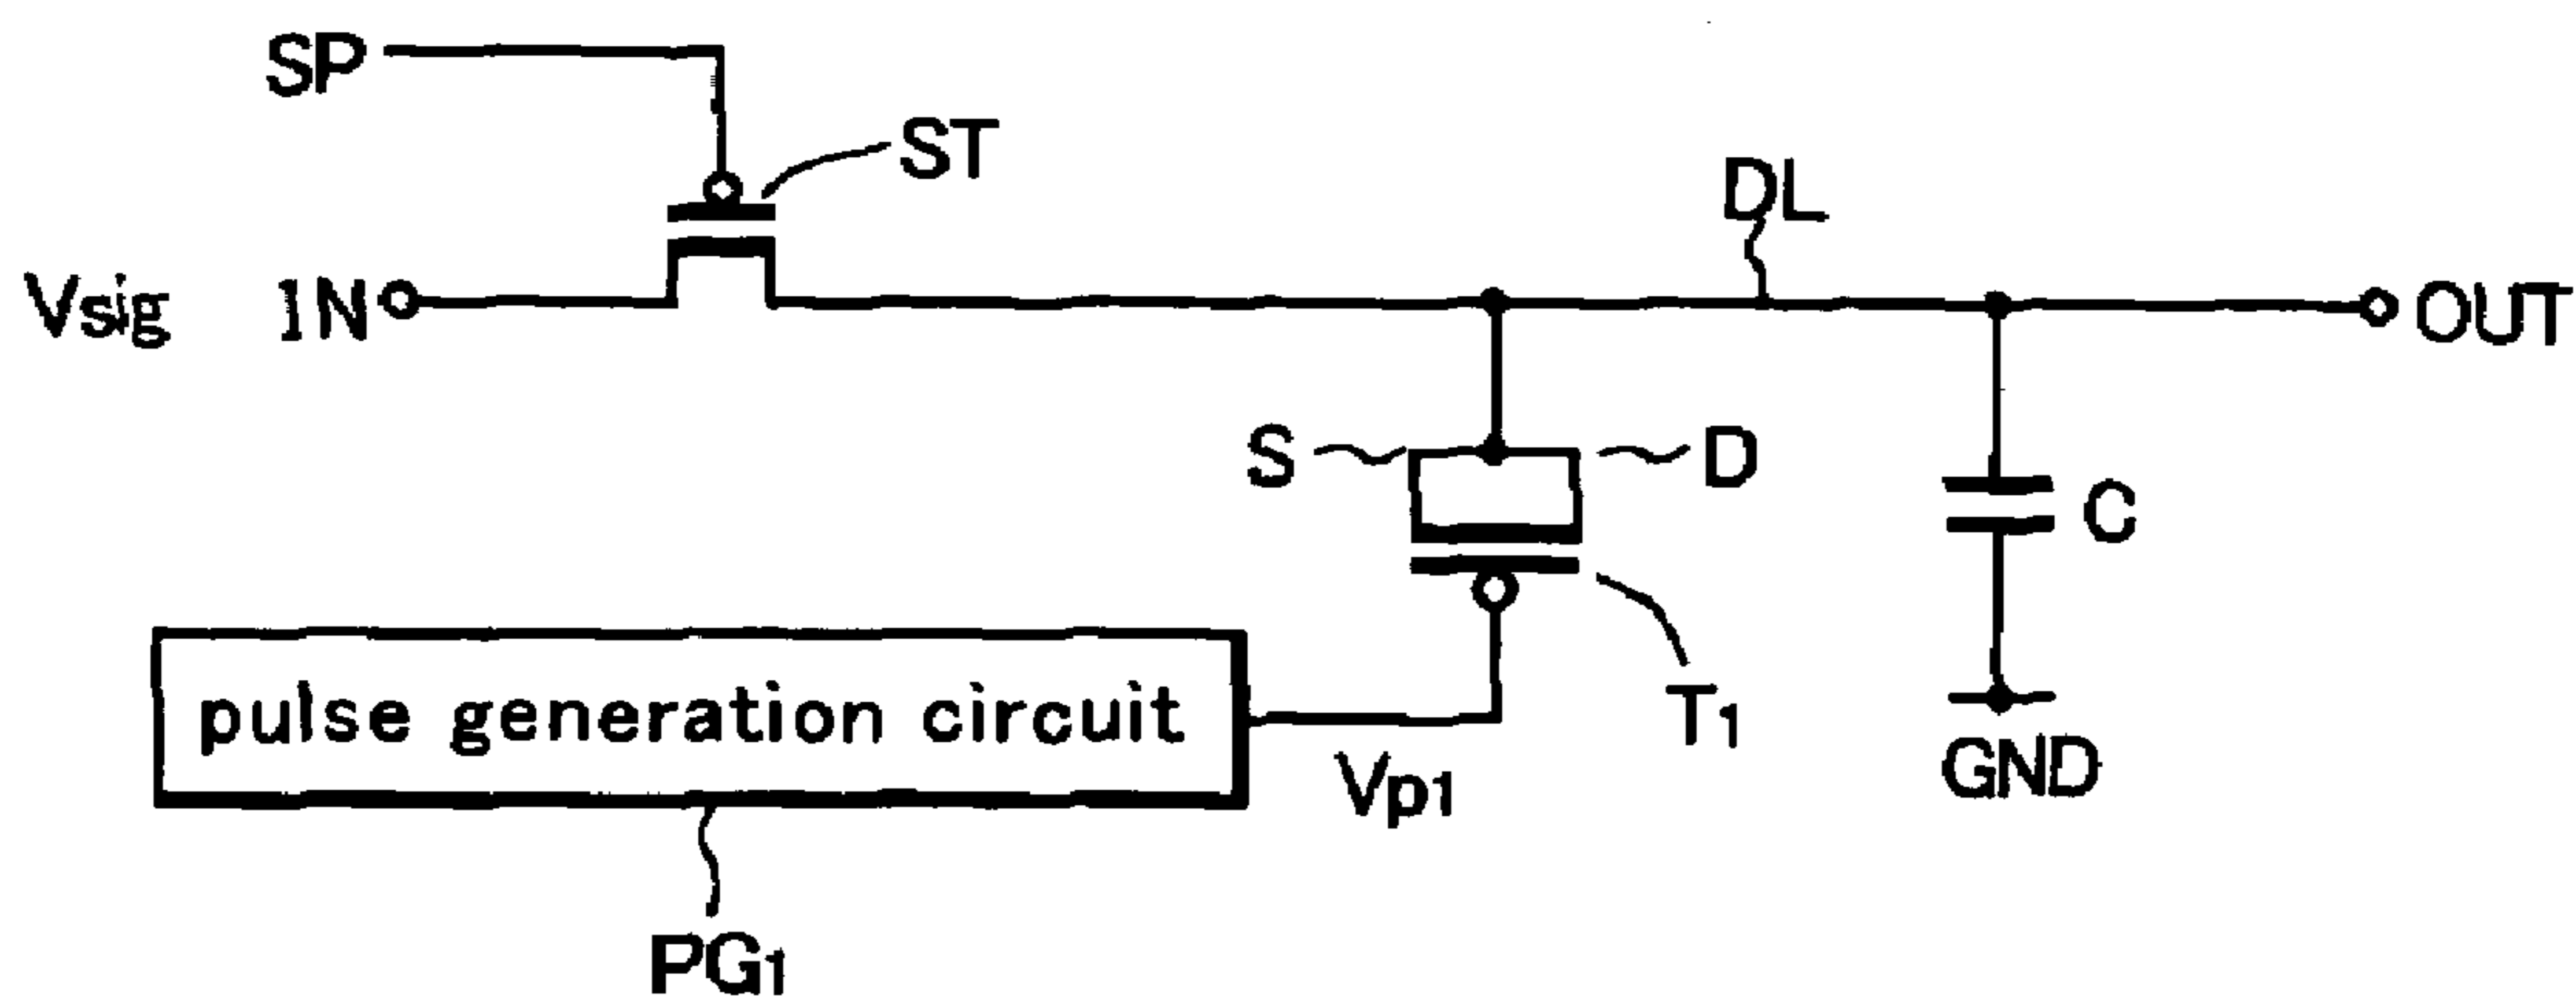 SP
ST
DL
Vsig
IN
OUT
S
D
C
pulse generation circuit
T1
Vp1
GND
PG1